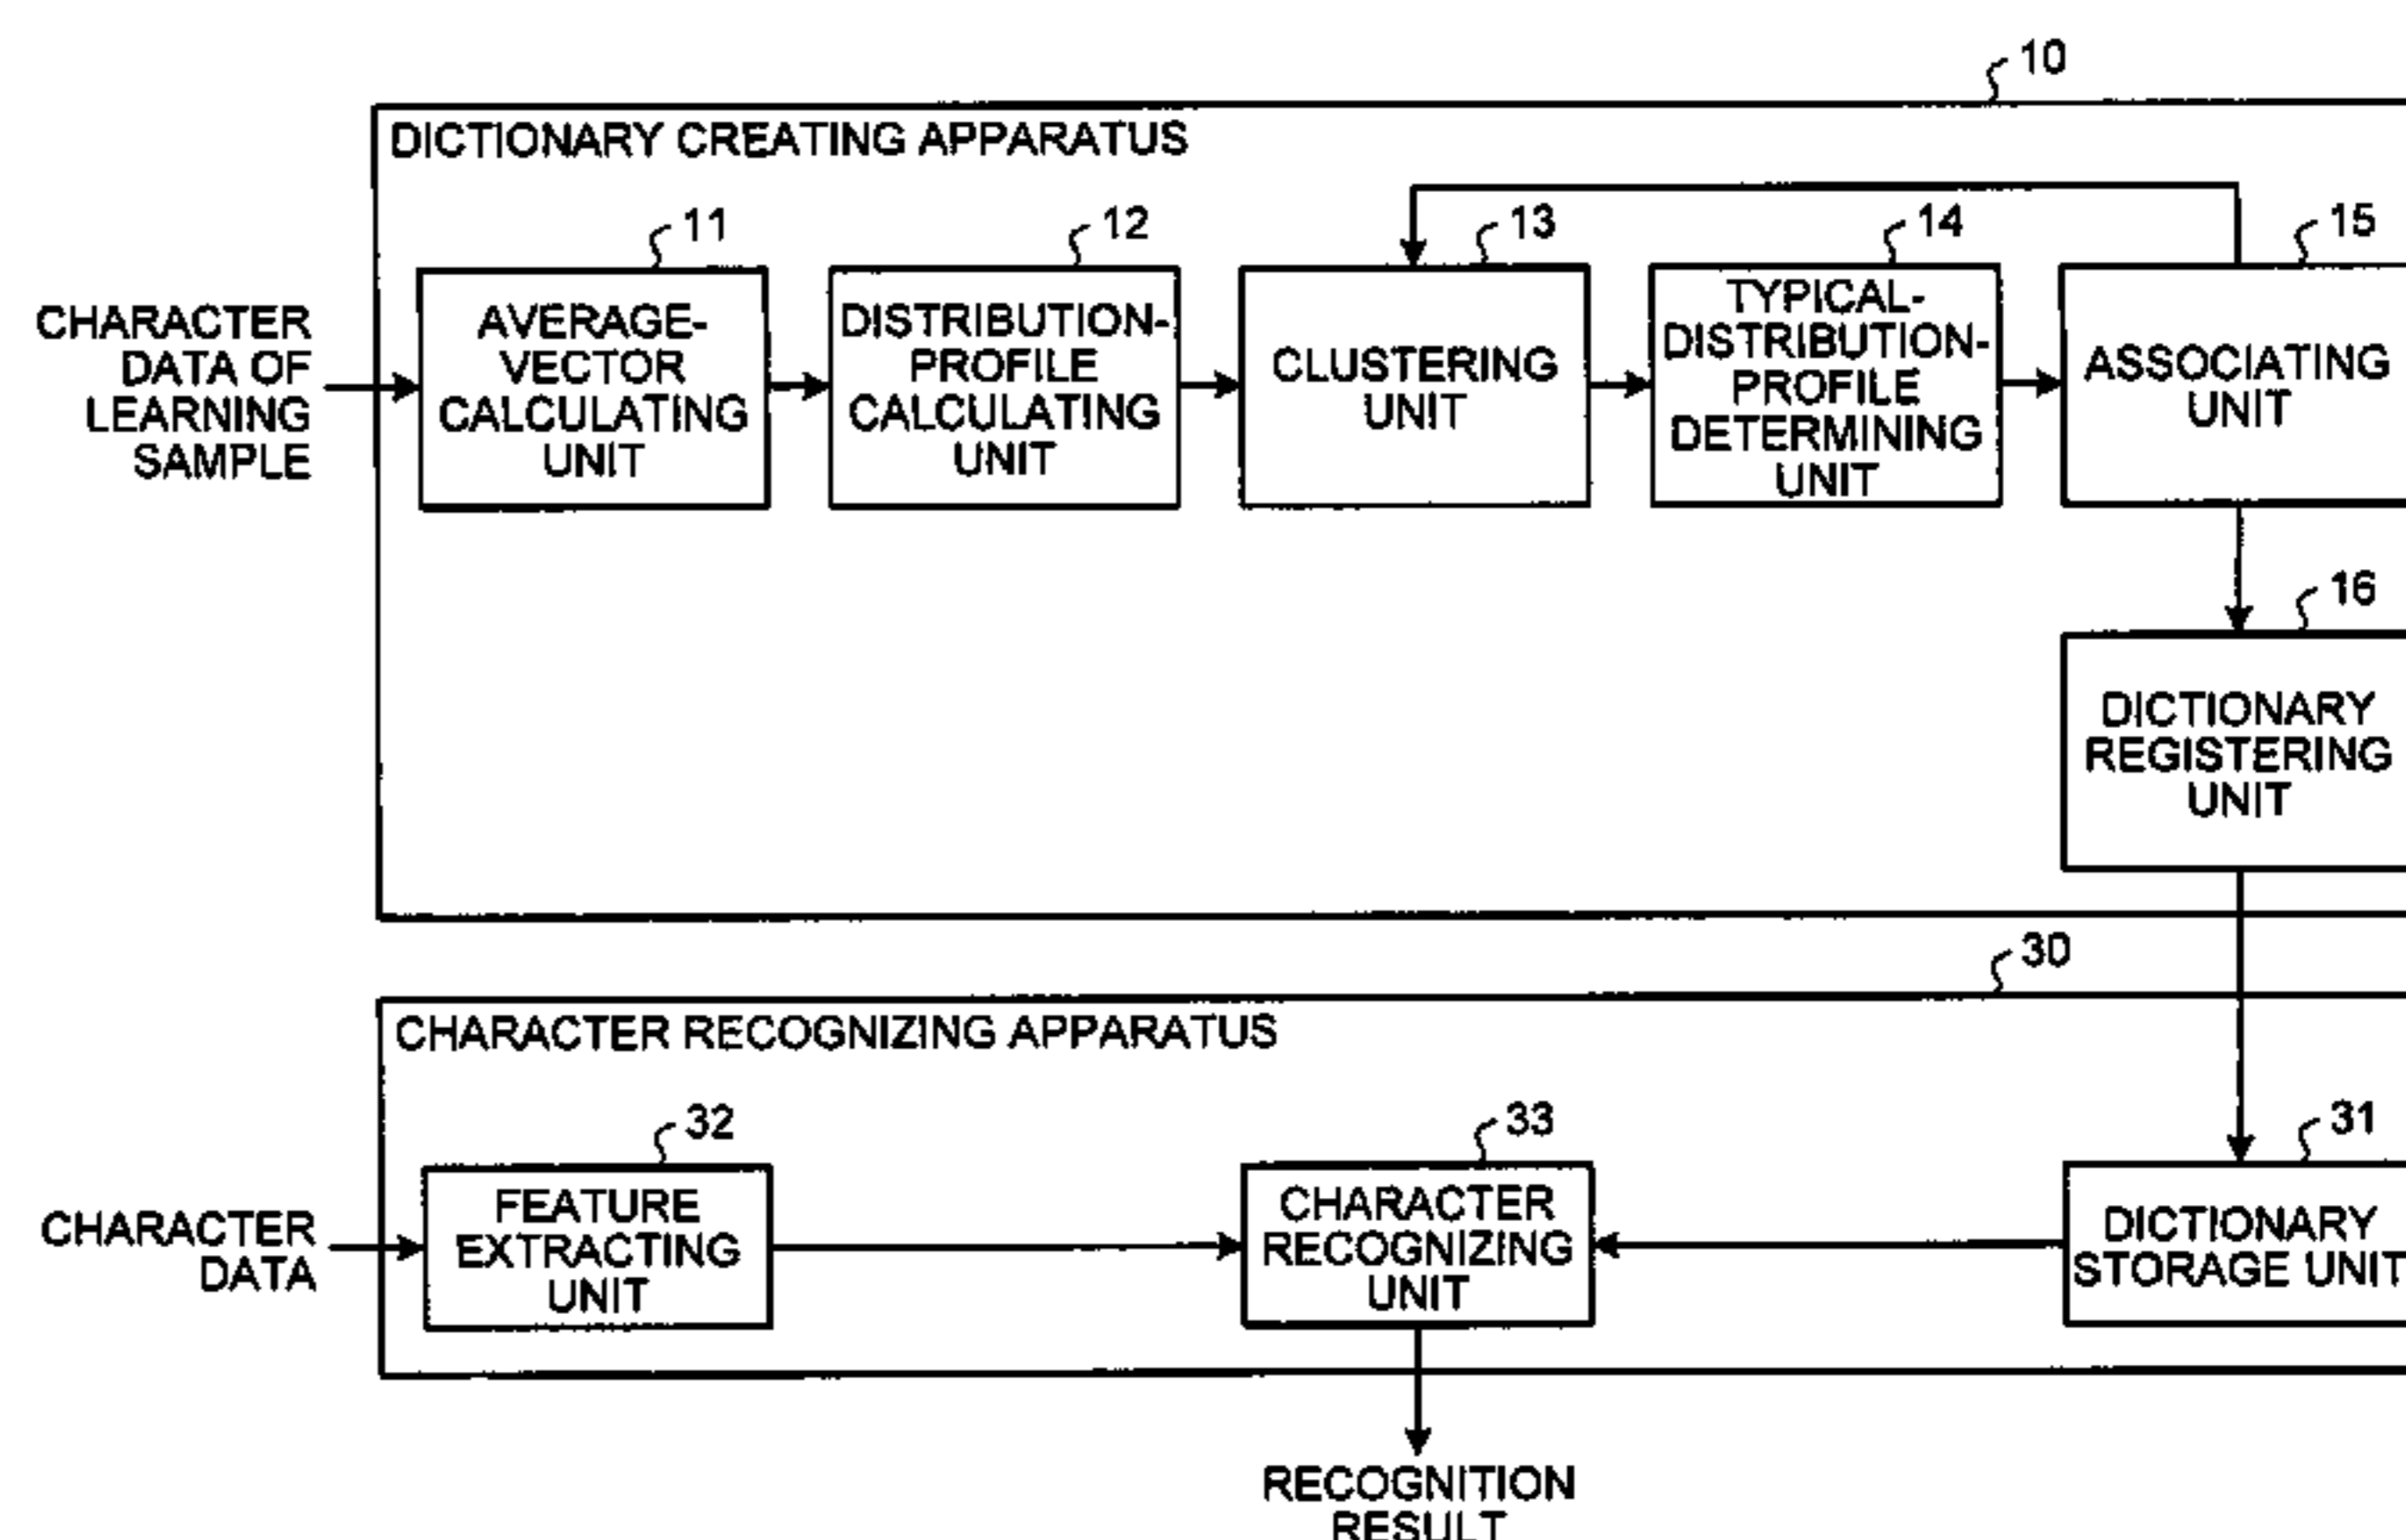 10
DICTIONARY CREATING APPARATUS
11
12
13
14
15
CHARACTER
DATA OF
LEARNING
SAMPLE
AVERAGE-
VECTOR
CALCULATING
UNIT
DISTRIBUTION-
PROFILE
CALCULATING
UNIT
CLUSTERING
UNIT
TYPICAL-
DISTRIBUTION-
PROFILE
DETERMINING
UNIT
ASSOCIATING
UNIT
16
DICTIONARY
REGISTERING
UNIT
30
CHARACTER RECOGNIZING APPARATUS
32
33
31
CHARACTER
DATA
FEATURE
EXTRACTING
UNIT
CHARACTER
RECOGNIZING
UNIT
DICTIONARY
STORAGE UNIT
RECOGNITION
RESULT